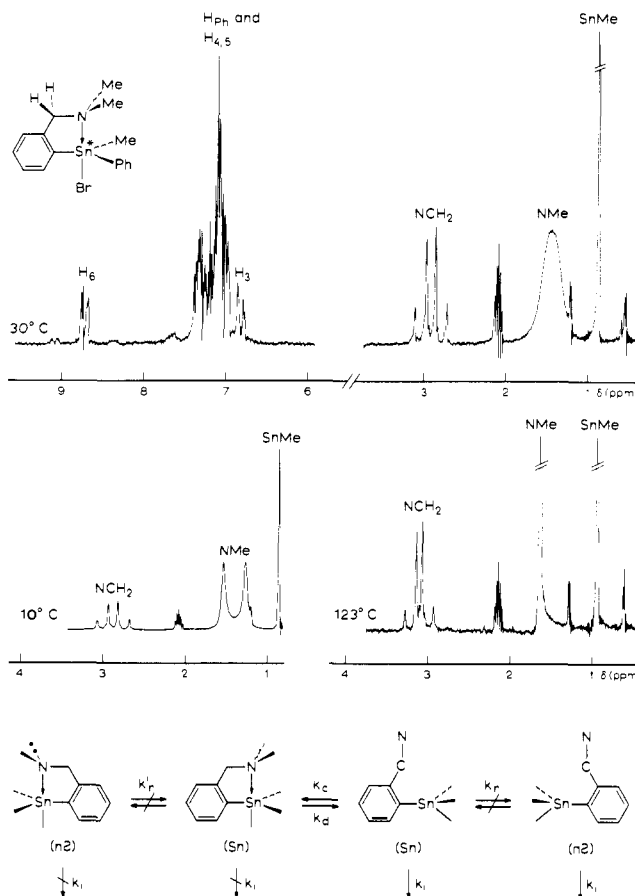 H_Ph and
H_4,5
SnMe
H H N Me
Me
Sn* Me
Ph
Br
NCH₂
NMe
H₆
H₃
30°C
9 8 7 6
3 2 1 δ(ppm)
SnMe
NMe
SnMe
NCH₂
NMe
NCH₂
10°C
123°C
4 3 2 1
4 3 2 1 δ(ppm)
N N N N
C C
k'r kc kr
kd
Sn Sn Sn Sn
(n2) (Sn) (Sn) (n2)
ki ki ki ki